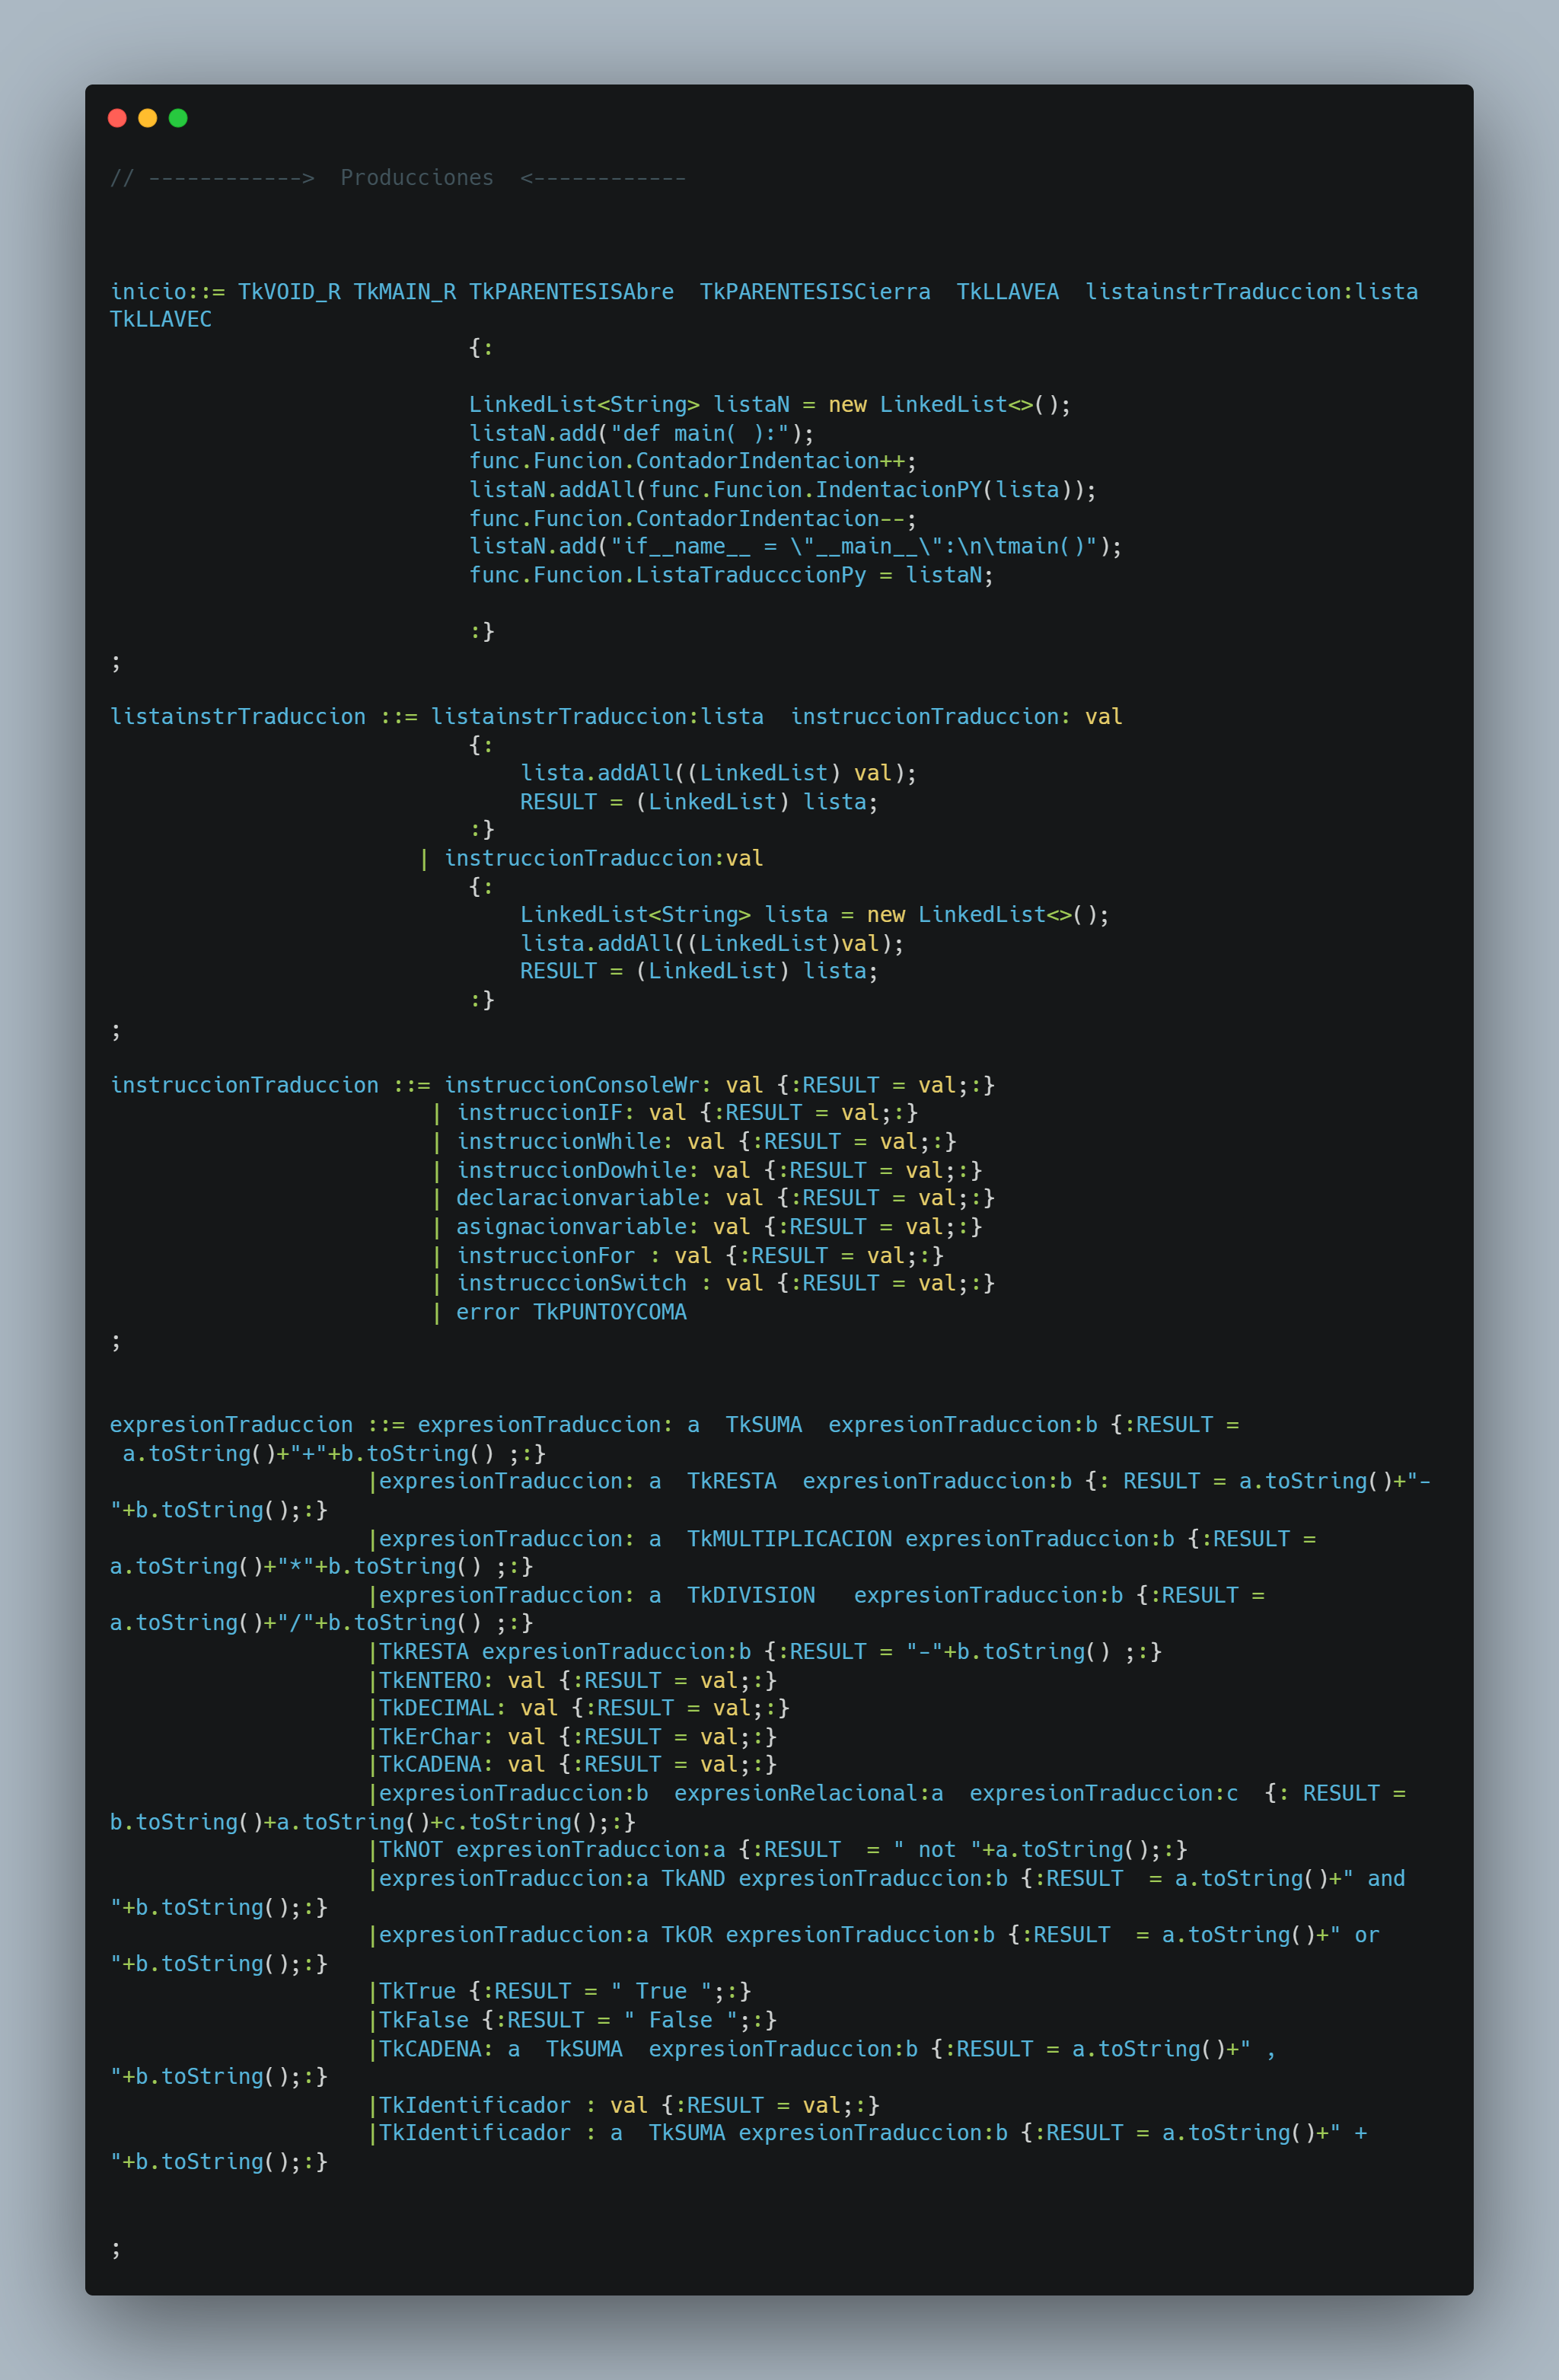 // ------------>  Producciones  <------------
inicio::= TkVOID_R TkMAIN_R TkPARENTESISAbre  TkPARENTESISCierra  TkLLAVEA  listainstrTraduccion:lista
TkLLAVEC
{:
LinkedList<String> listaN = new LinkedList<>();
listaN.add("def main( ):");
func.Funcion.ContadorIndentacion++;
listaN.addAll(func.Funcion.IndentacionPY(lista));
func.Funcion.ContadorIndentacion--;
listaN.add("if__name__ = \"__main__\":\n\tmain()");
func.Funcion.ListaTraducccionPy = listaN;
:}
;
listainstrTraduccion ::= listainstrTraduccion:lista  instruccionTraduccion: val
{:
lista.addAll((LinkedList) val);
RESULT = (LinkedList) lista;
:}
| instruccionTraduccion:val
{:
LinkedList<String> lista = new LinkedList<>();
lista.addAll((LinkedList)val);
RESULT = (LinkedList) lista;
:}
;
instruccionTraduccion ::= instruccionConsoleWr: val {:RESULT = val;:}
| instruccionIF: val {:RESULT = val;:}
| instruccionWhile: val {:RESULT = val;:}
| instruccionDowhile: val {:RESULT = val;:}
| declaracionvariable: val {:RESULT = val;:}
| asignacionvariable: val {:RESULT = val;:}
| instruccionFor : val {:RESULT = val;:}
| instrucccionSwitch : val {:RESULT = val;:}
| error TkPUNTOYCOMA
;
expresionTraduccion ::= expresionTraduccion: a  TkSUMA  expresionTraduccion:b {:RESULT =
a.toString()+"+"+b.toString() ;:}
|expresionTraduccion: a  TkRESTA  expresionTraduccion:b {: RESULT = a.toString()+"-
"+b.toString();:}
|expresionTraduccion: a  TkMULTIPLICACION expresionTraduccion:b {:RESULT =
a.toString()+"*"+b.toString() ;:}
|expresionTraduccion: a  TkDIVISION   expresionTraduccion:b {:RESULT =
a.toString()+"/"+b.toString() ;:}
|TkRESTA expresionTraduccion:b {:RESULT = "-"+b.toString() ;:}
|TkENTERO: val {:RESULT = val;:}
|TkDECIMAL: val {:RESULT = val;:}
|TkErChar: val {:RESULT = val;:}
|TkCADENA: val {:RESULT = val;:}
|expresionTraduccion:b  expresionRelacional:a  expresionTraduccion:c  {: RESULT =
b.toString()+a.toString()+c.toString();:}
|TkNOT expresionTraduccion:a {:RESULT  = " not "+a.toString();:}
|expresionTraduccion:a TkAND expresionTraduccion:b {:RESULT  = a.toString()+" and
"+b.toString();:}
|expresionTraduccion:a TkOR expresionTraduccion:b {:RESULT  = a.toString()+" or
"+b.toString();:}
|TkTrue {:RESULT = " True ";:}
|TkFalse {:RESULT = " False ";:}
|TkCADENA: a  TkSUMA  expresionTraduccion:b {:RESULT = a.toString()+" ,
"+b.toString();:}
|TkIdentificador : val {:RESULT = val;:}
|TkIdentificador : a  TkSUMA expresionTraduccion:b {:RESULT = a.toString()+" +
"+b.toString();:}
;